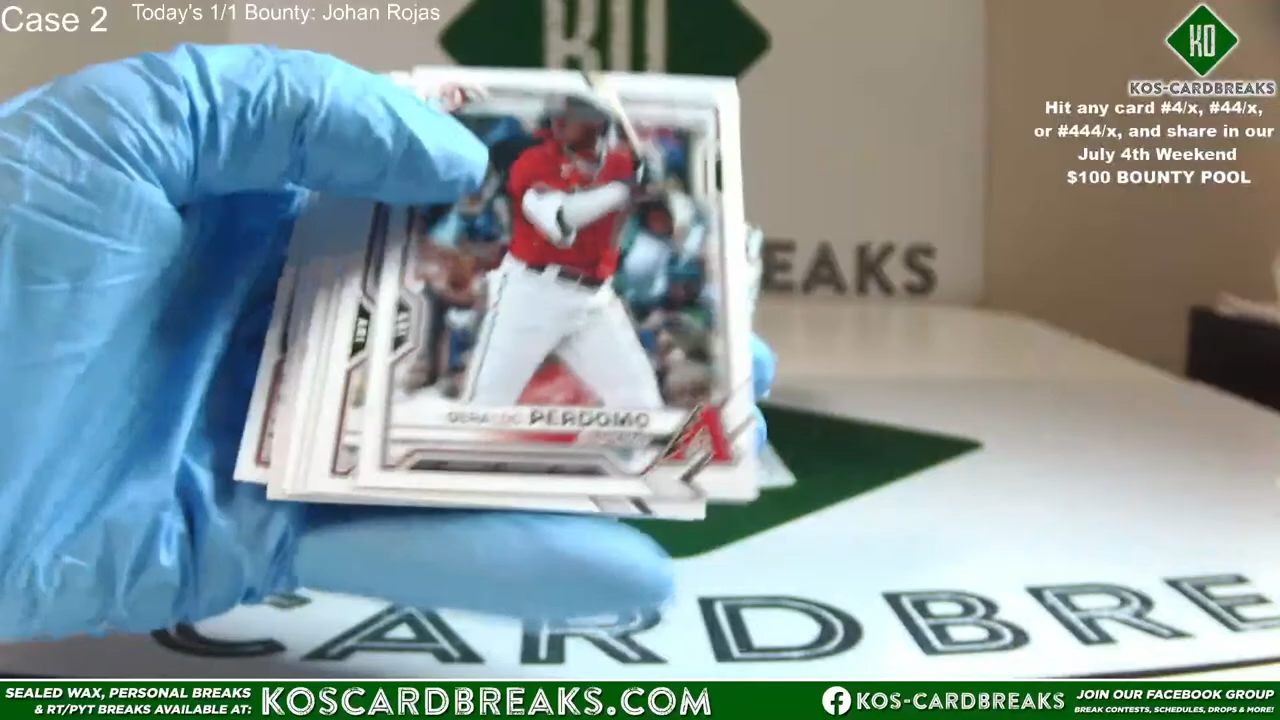 Case 2
Today's 1/1 Bounty: Johan Rojas
KO
KOS-CARDBREAKS
Hit any card #4/x, #44/x,
or #444/x, and share in our
July 4th Weekend
$100 BOUNTY POOL
EAKS
PERDOMO
CARDBRE
SEALED WAX, PERSONAL BREAKS
& RT/PYT BREAKS AVAILABLE AT:
KOSCARDBREAKS.COM
KOS-CARDBREAKS
JOIN OUR FACEBOOK GROUP
BREAK CONTESTS, SCHEDULES, DROPS & MORE!